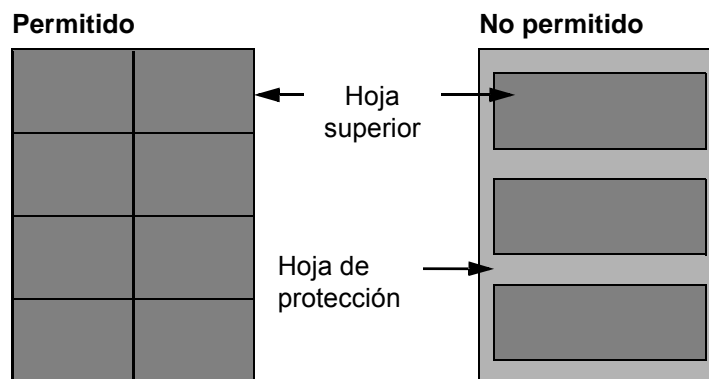 Permitido
No permitido
Hoja
superior
Hoja de
protección